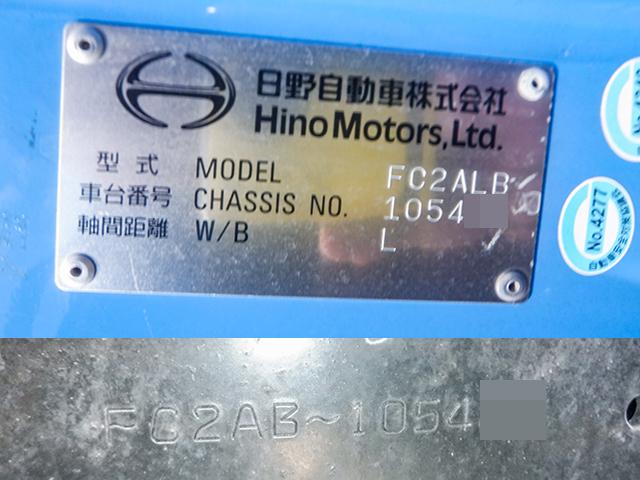 日野自動車株式会社
Hino Motors, Ltd.
型式 MODEL FC2ALB
車台番号 CHASSIS NO. 1054
軸間距離 W/B L
No.4277
FC2AB~1054